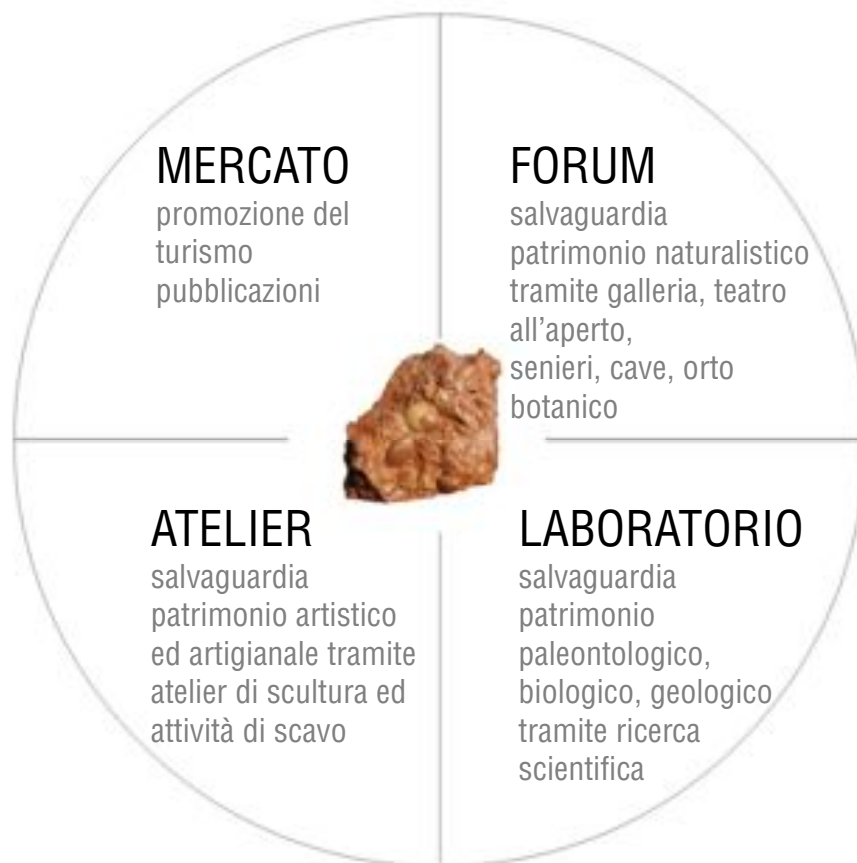 MERCATO
promozione del
turismo
pubblicazioni
FORUM
salvaguardia
patrimonio naturalistico
tramite galleria, teatro
all’aperto,
senieri, cave, orto
botanico
ATELIER
salvaguardia
patrimonio artistico
ed artigianale tramite
atelier di scultura ed
attività di scavo
LABORATORIO
salvaguardia
patrimonio
paleontologico,
biologico, geologico
tramite ricerca
scientifica